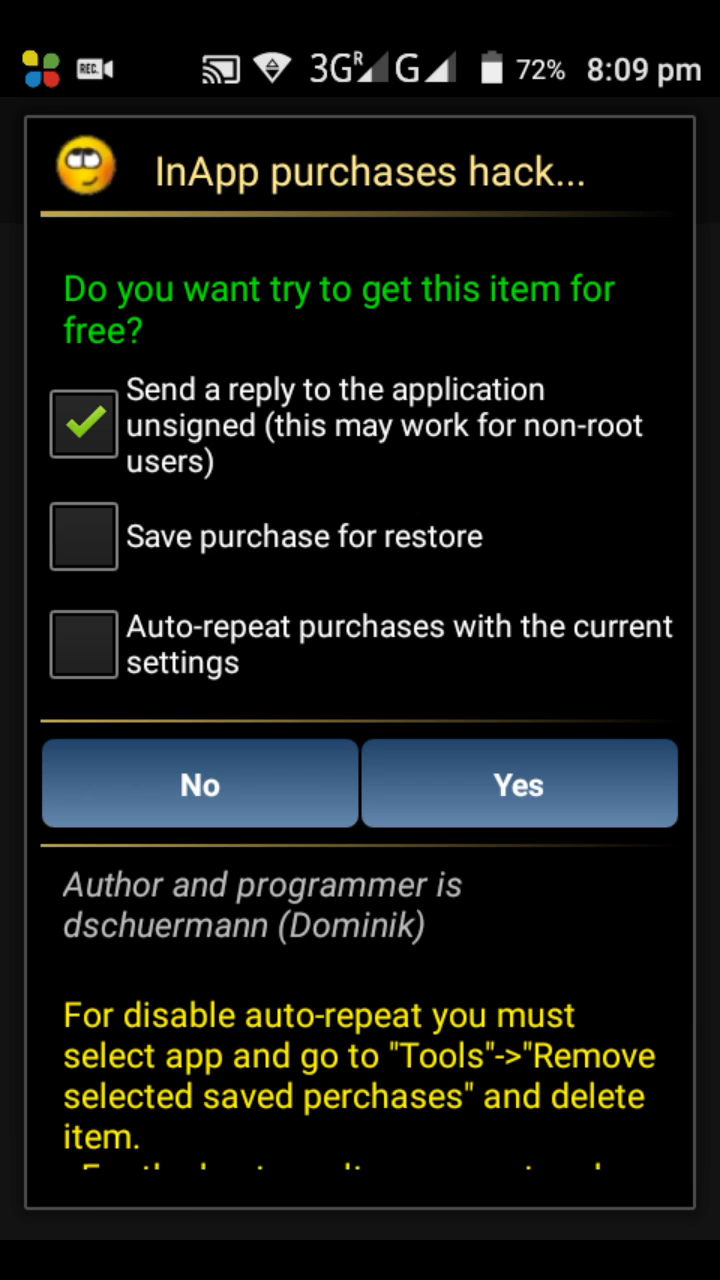 REC.
3G R G 72% 8:09 pm
InApp purchases hack...
Do you want try to get this item for
free?
Send a reply to the application
unsigned (this may work for non-root
users)
Save purchase for restore
Auto-repeat purchases with the current
settings
No Yes
Author and programmer is
dschuermann (Dominik)
For disable auto-repeat you must
select app and go to "Tools"->"Remove
selected saved perchases" and delete
item.